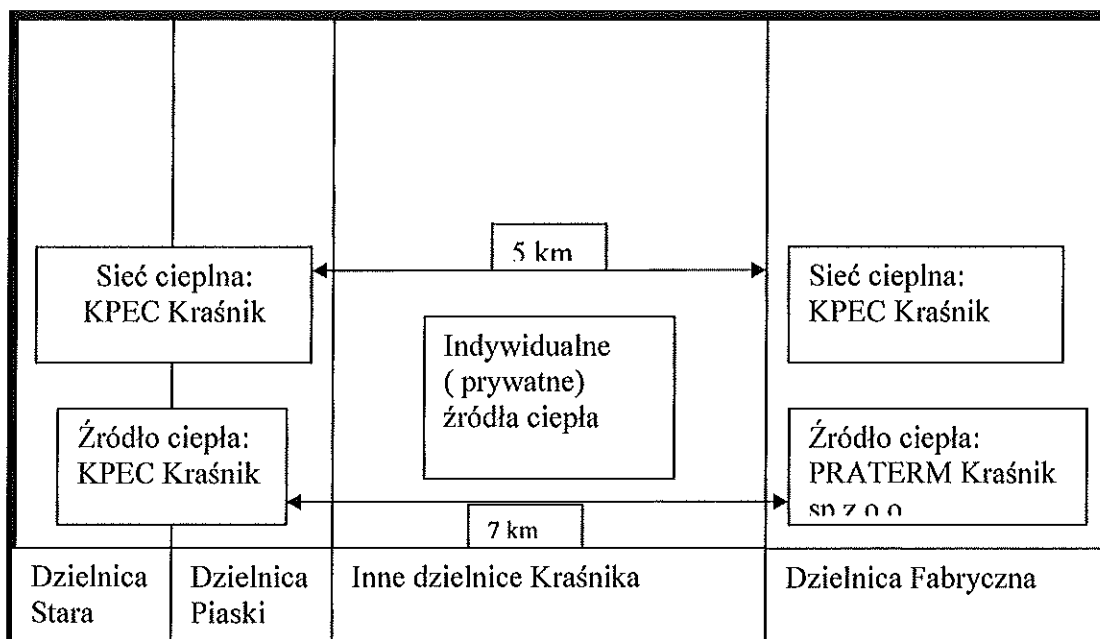 5 km
Sieć cieplna:
KPEC Kraśnik
Sieć cieplna:
KPEC Kraśnik
Indywidualne
( prywatne)
źródła ciepła
Źródło ciepła:
KPEC Kraśnik
Źródło ciepła:
PRATERM Kraśnik
sp.z o.o
7 km
Dzielnica
Stara
Dzielnica
Piaski
Inne dzielnice Kraśnika
Dzielnica Fabryczna